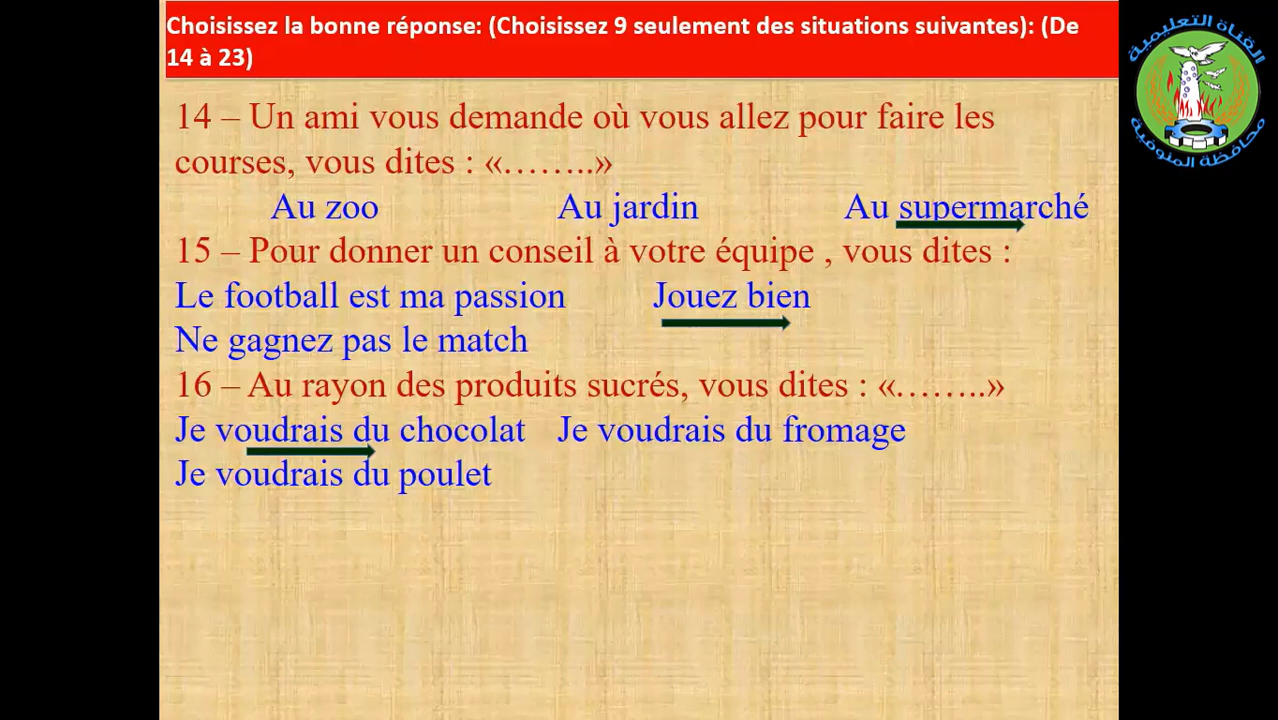 Choisissez la bonne réponse: (Choisissez 9 seulement des situations suivantes): (De
14 à 23)
القناة التعليمية
محافظة المنوفية
14 – Un ami vous demande où vous allez pour faire les
courses, vous dites : «……..»
Au zoo Au jardin Au supermarché
15 – Pour donner un conseil à votre équipe , vous dites :
Le football est ma passion Jouez bien
Ne gagnez pas le match
16 – Au rayon des produits sucrés, vous dites : «……..»
Je voudrais du chocolat Je voudrais du fromage
Je voudrais du poulet